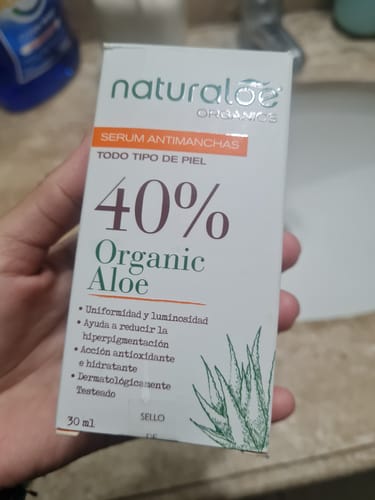 naturaloe
ORGANICS
SERUM ANTIMANCHAS
TODO TIPO DE PIEL
40%
Organic
Aloe
• Uniformidad y luminosidad
• Ayuda a reducir la
hiperpigmentación
• Acción antioxidante
e hidratante
• Dermatológicamente
Testeado
30 ml
SELLO
DE